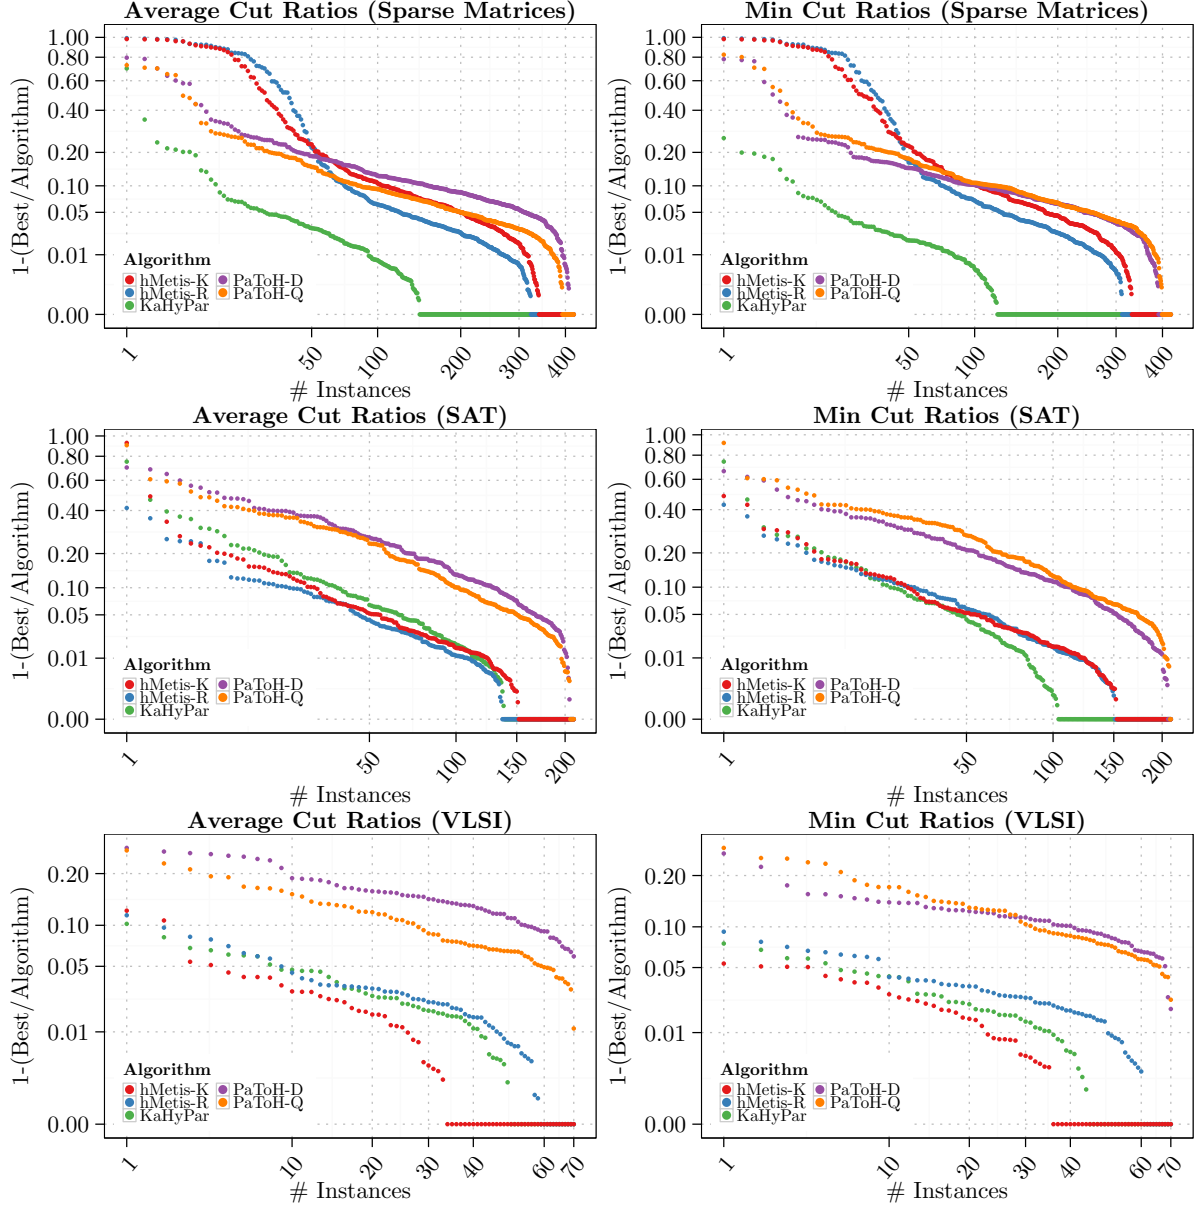 Average Cut Ratios (Sparse Matrices)
1-(Best/Algorithm)
1.00
0.80
0.60
0.40
0.20
0.10
0.05
0.01
0.00
Algorithm
hMetis-K
hMetis-R
KaHyPar
PaToH-D
PaToH-Q
1
50
100
200
300
400
# Instances
Min Cut Ratios (Sparse Matrices)
1-(Best/Algorithm)
1.00
0.80
0.60
0.40
0.20
0.10
0.05
0.01
0.00
Algorithm
hMetis-K
hMetis-R
KaHyPar
PaToH-D
PaToH-Q
1
50
100
200
300
400
# Instances
Average Cut Ratios (SAT)
1-(Best/Algorithm)
1.00
0.80
0.60
0.40
0.20
0.10
0.05
0.01
0.00
Algorithm
hMetis-K
hMetis-R
KaHyPar
PaToH-D
PaToH-Q
1
50
100
150
200
# Instances
Min Cut Ratios (SAT)
1-(Best/Algorithm)
1.00
0.80
0.60
0.40
0.20
0.10
0.05
0.01
0.00
Algorithm
hMetis-K
hMetis-R
KaHyPar
PaToH-D
PaToH-Q
1
50
100
150
200
# Instances
Average Cut Ratios (VLSI)
1-(Best/Algorithm)
0.20
0.10
0.05
0.01
0.00
Algorithm
hMetis-K
hMetis-R
KaHyPar
PaToH-D
PaToH-Q
1
10
20
30
40
60
70
# Instances
Min Cut Ratios (VLSI)
1-(Best/Algorithm)
0.20
0.10
0.05
0.01
0.00
Algorithm
hMetis-K
hMetis-R
KaHyPar
PaToH-D
PaToH-Q
1
10
20
30
40
60
70
# Instances